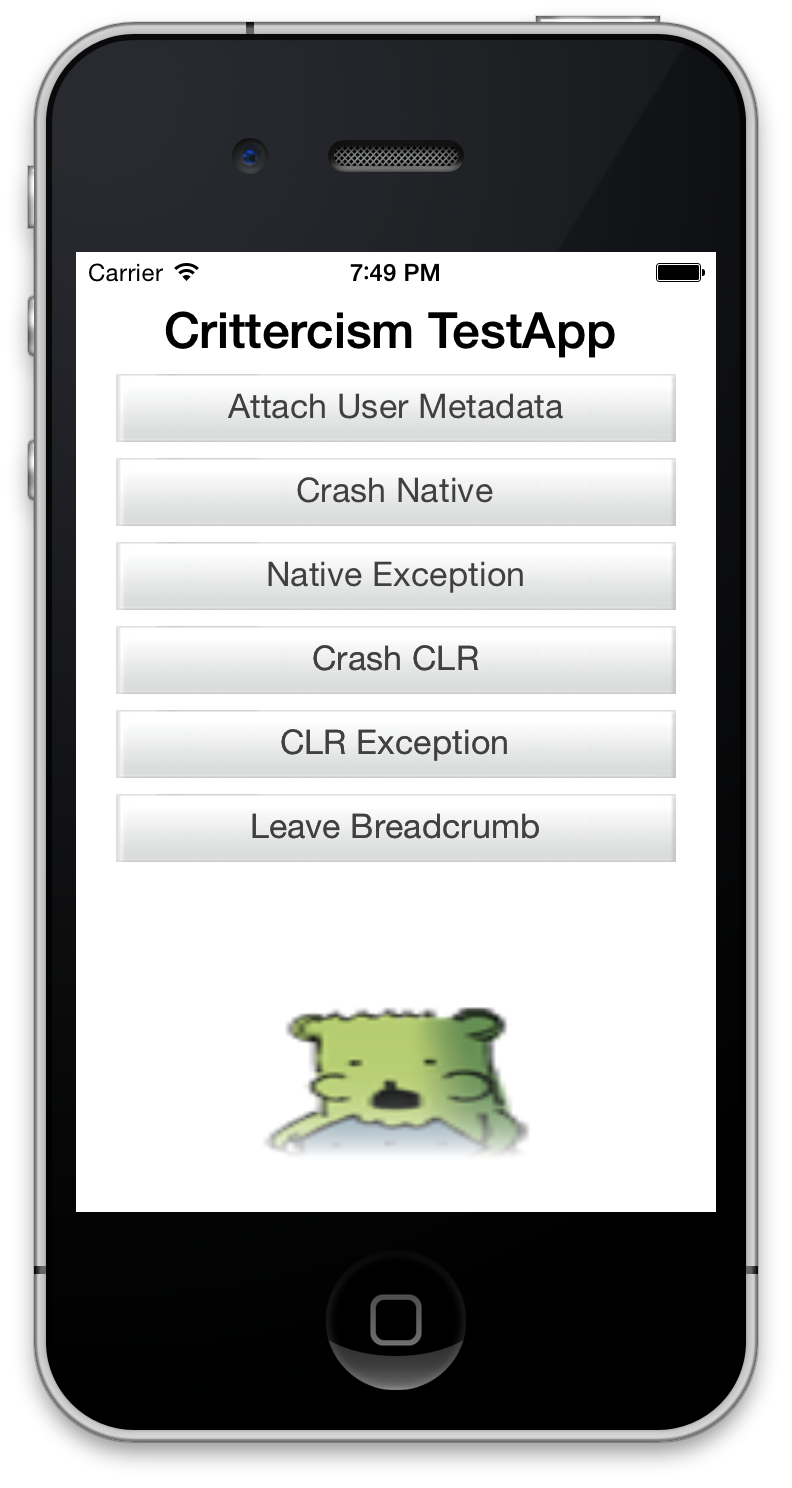 Carrier 7:49 PM
Crittercism TestApp
Attach User Metadata
Crash Native
Native Exception
Crash CLR
CLR Exception
Leave Breadcrumb